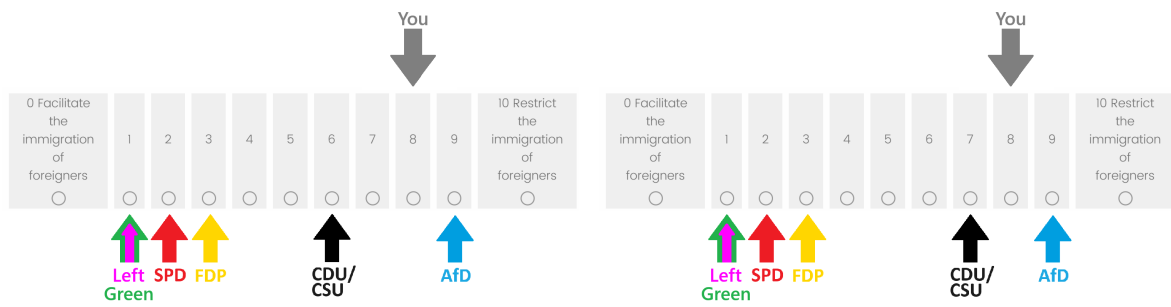 You
0 Facilitate
the
immigration
of
foreigners
1
2
3
4
5
6
7
8
9
10 Restrict
the
immigration
of
foreigners
Left
Green
SPD
FDP
CDU/
CSU
AfD
You
0 Facilitate
the
immigration
of
foreigners
1
2
3
4
5
6
7
8
9
10 Restrict
the
immigration
of
foreigners
Left
Green
SPD
FDP
CDU/
CSU
AfD